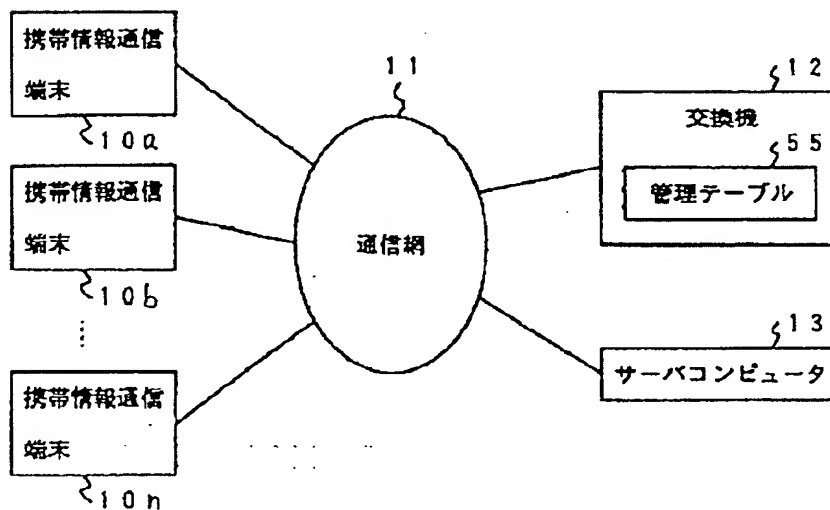 携帯情報通信
端末
10a
携帯情報通信
端末
10b
携帯情報通信
端末
10n
11
通信網
12
交換機
55
管理テーブル
13
サーバコンピュータ